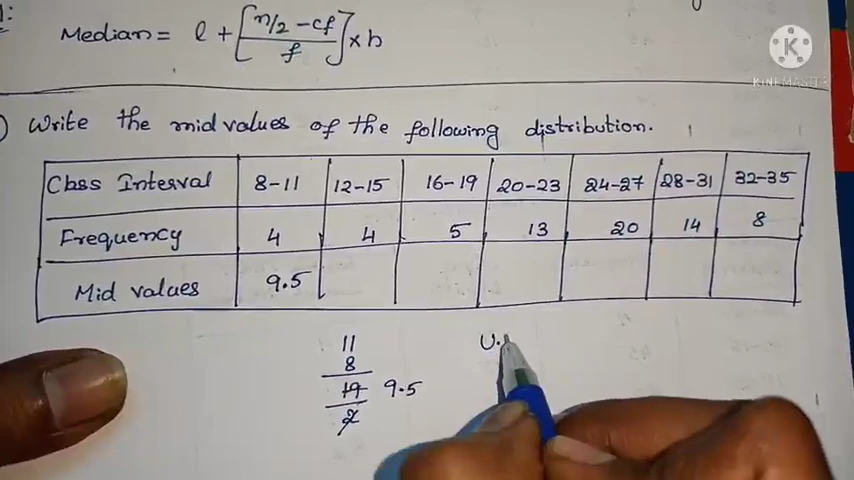 Median = l + [n/2 - cf / f] x h
KINEMASTER
Write the mid values of the following distribution.
Class Interval 8-11 12-15 16-19 20-23 24-27 28-31 32-35
Frequency 4 4 5 13 20 14 8
Mid values 9.5
11
8
19 9.5
2
U.